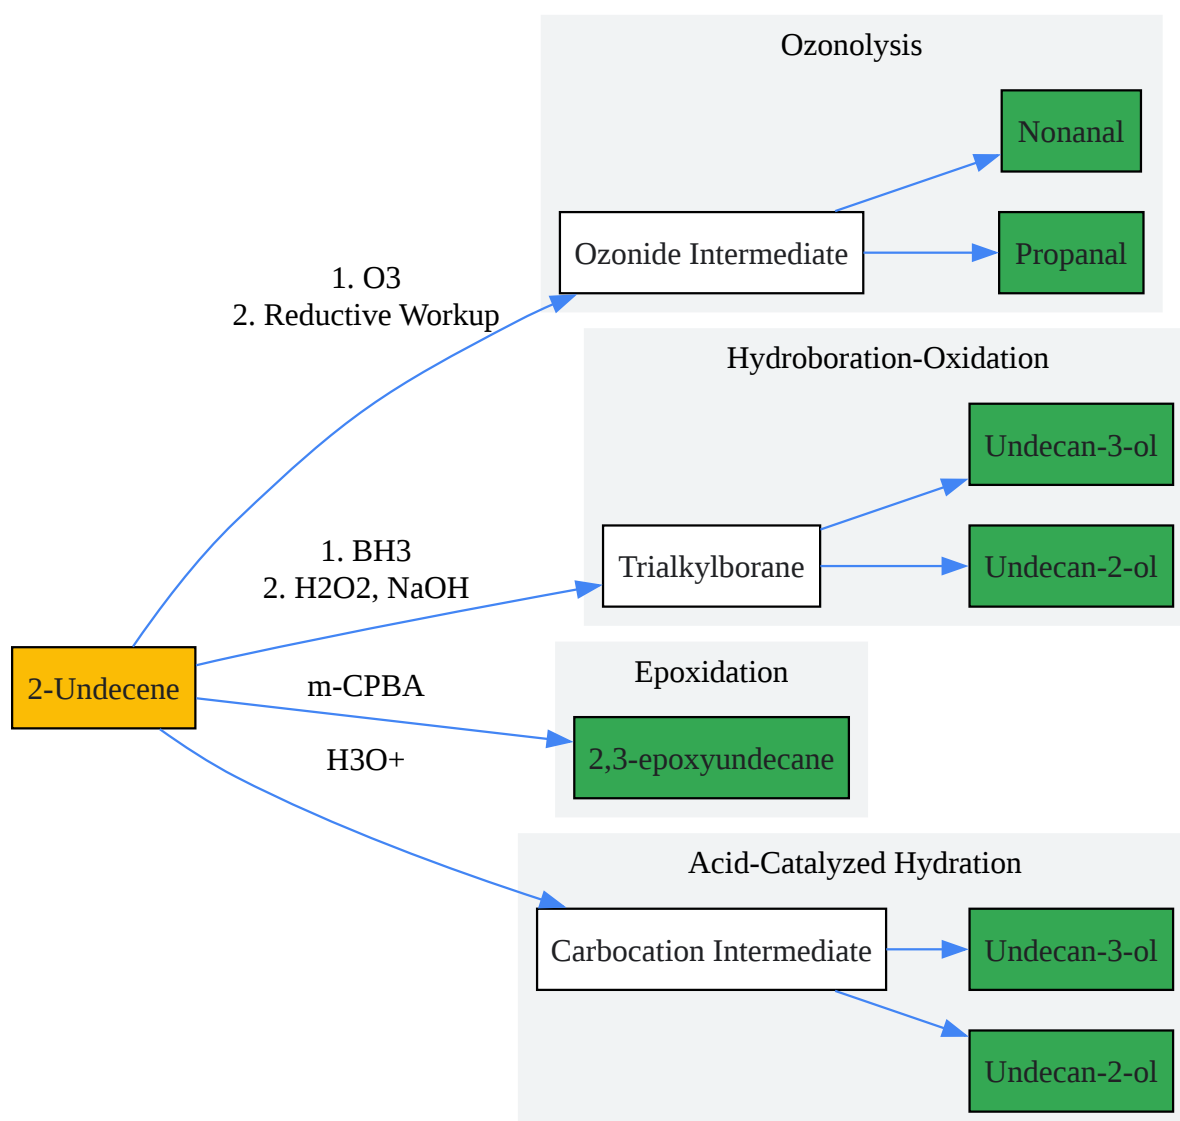 Ozonolysis
Nonanal
Ozonide Intermediate
Propanal
1. O3
2. Reductive Workup
Hydroboration-Oxidation
Undecan-3-ol
1. BH3
2. H2O2, NaOH
Trialkylborane
Undecan-2-ol
2-Undecene
m-CPBA
Epoxidation
2,3-epoxyundecane
H3O+
Acid-Catalyzed Hydration
Carbocation Intermediate
Undecan-3-ol
Undecan-2-ol